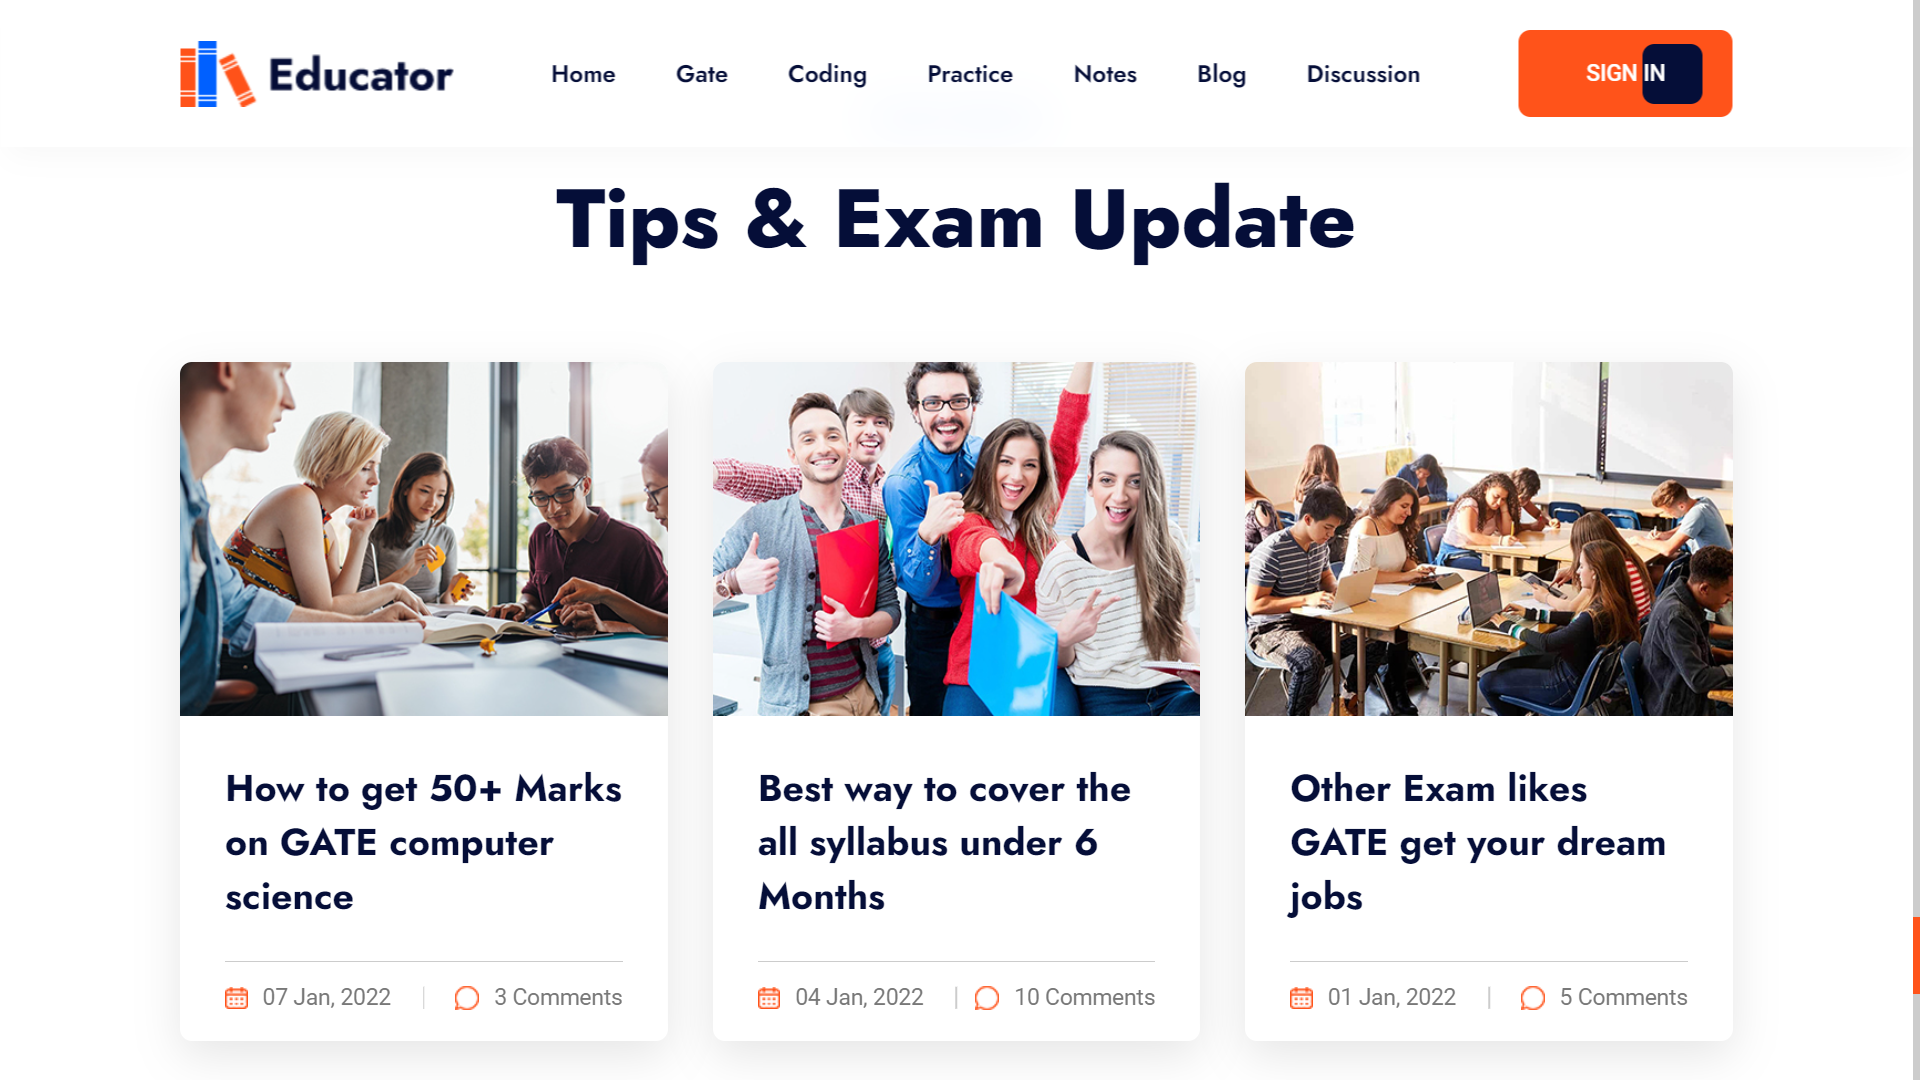 Educator
Home
Gate
Coding
Practice
Notes
Blog
Discussion
SIGN IN
Tips & Exam Update
How to get 50+ Marks
on GATE computer
science
07 Jan, 2022
3 Comments
Best way to cover the
all syllabus under 6
Months
04 Jan, 2022
10 Comments
Other Exam likes
GATE get your dream
jobs
01 Jan, 2022
5 Comments